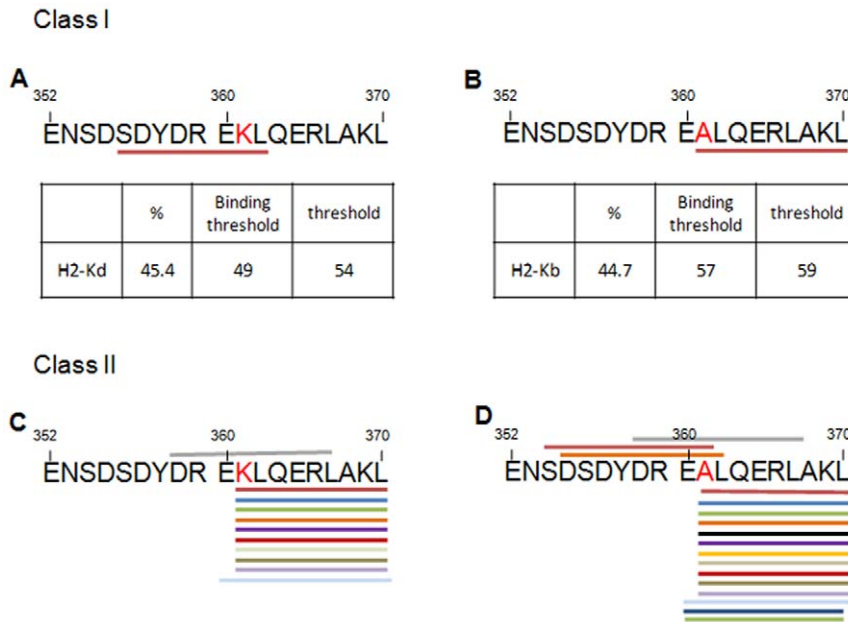 Class I
A
352 360 370
ENSDSDYDR EKLQERLAKL
% Binding threshold threshold
H2-Kd 45.4 49 54
B
352 360 370
ENSDSDYDR EALQERLAKL
% Binding threshold threshold
H2-Kb 44.7 57 59
Class II
C
352 360 370
ENSDSDYDR EKLQERLAKL
D
352 360 370
ENSDSDYDR EALQERLAKL